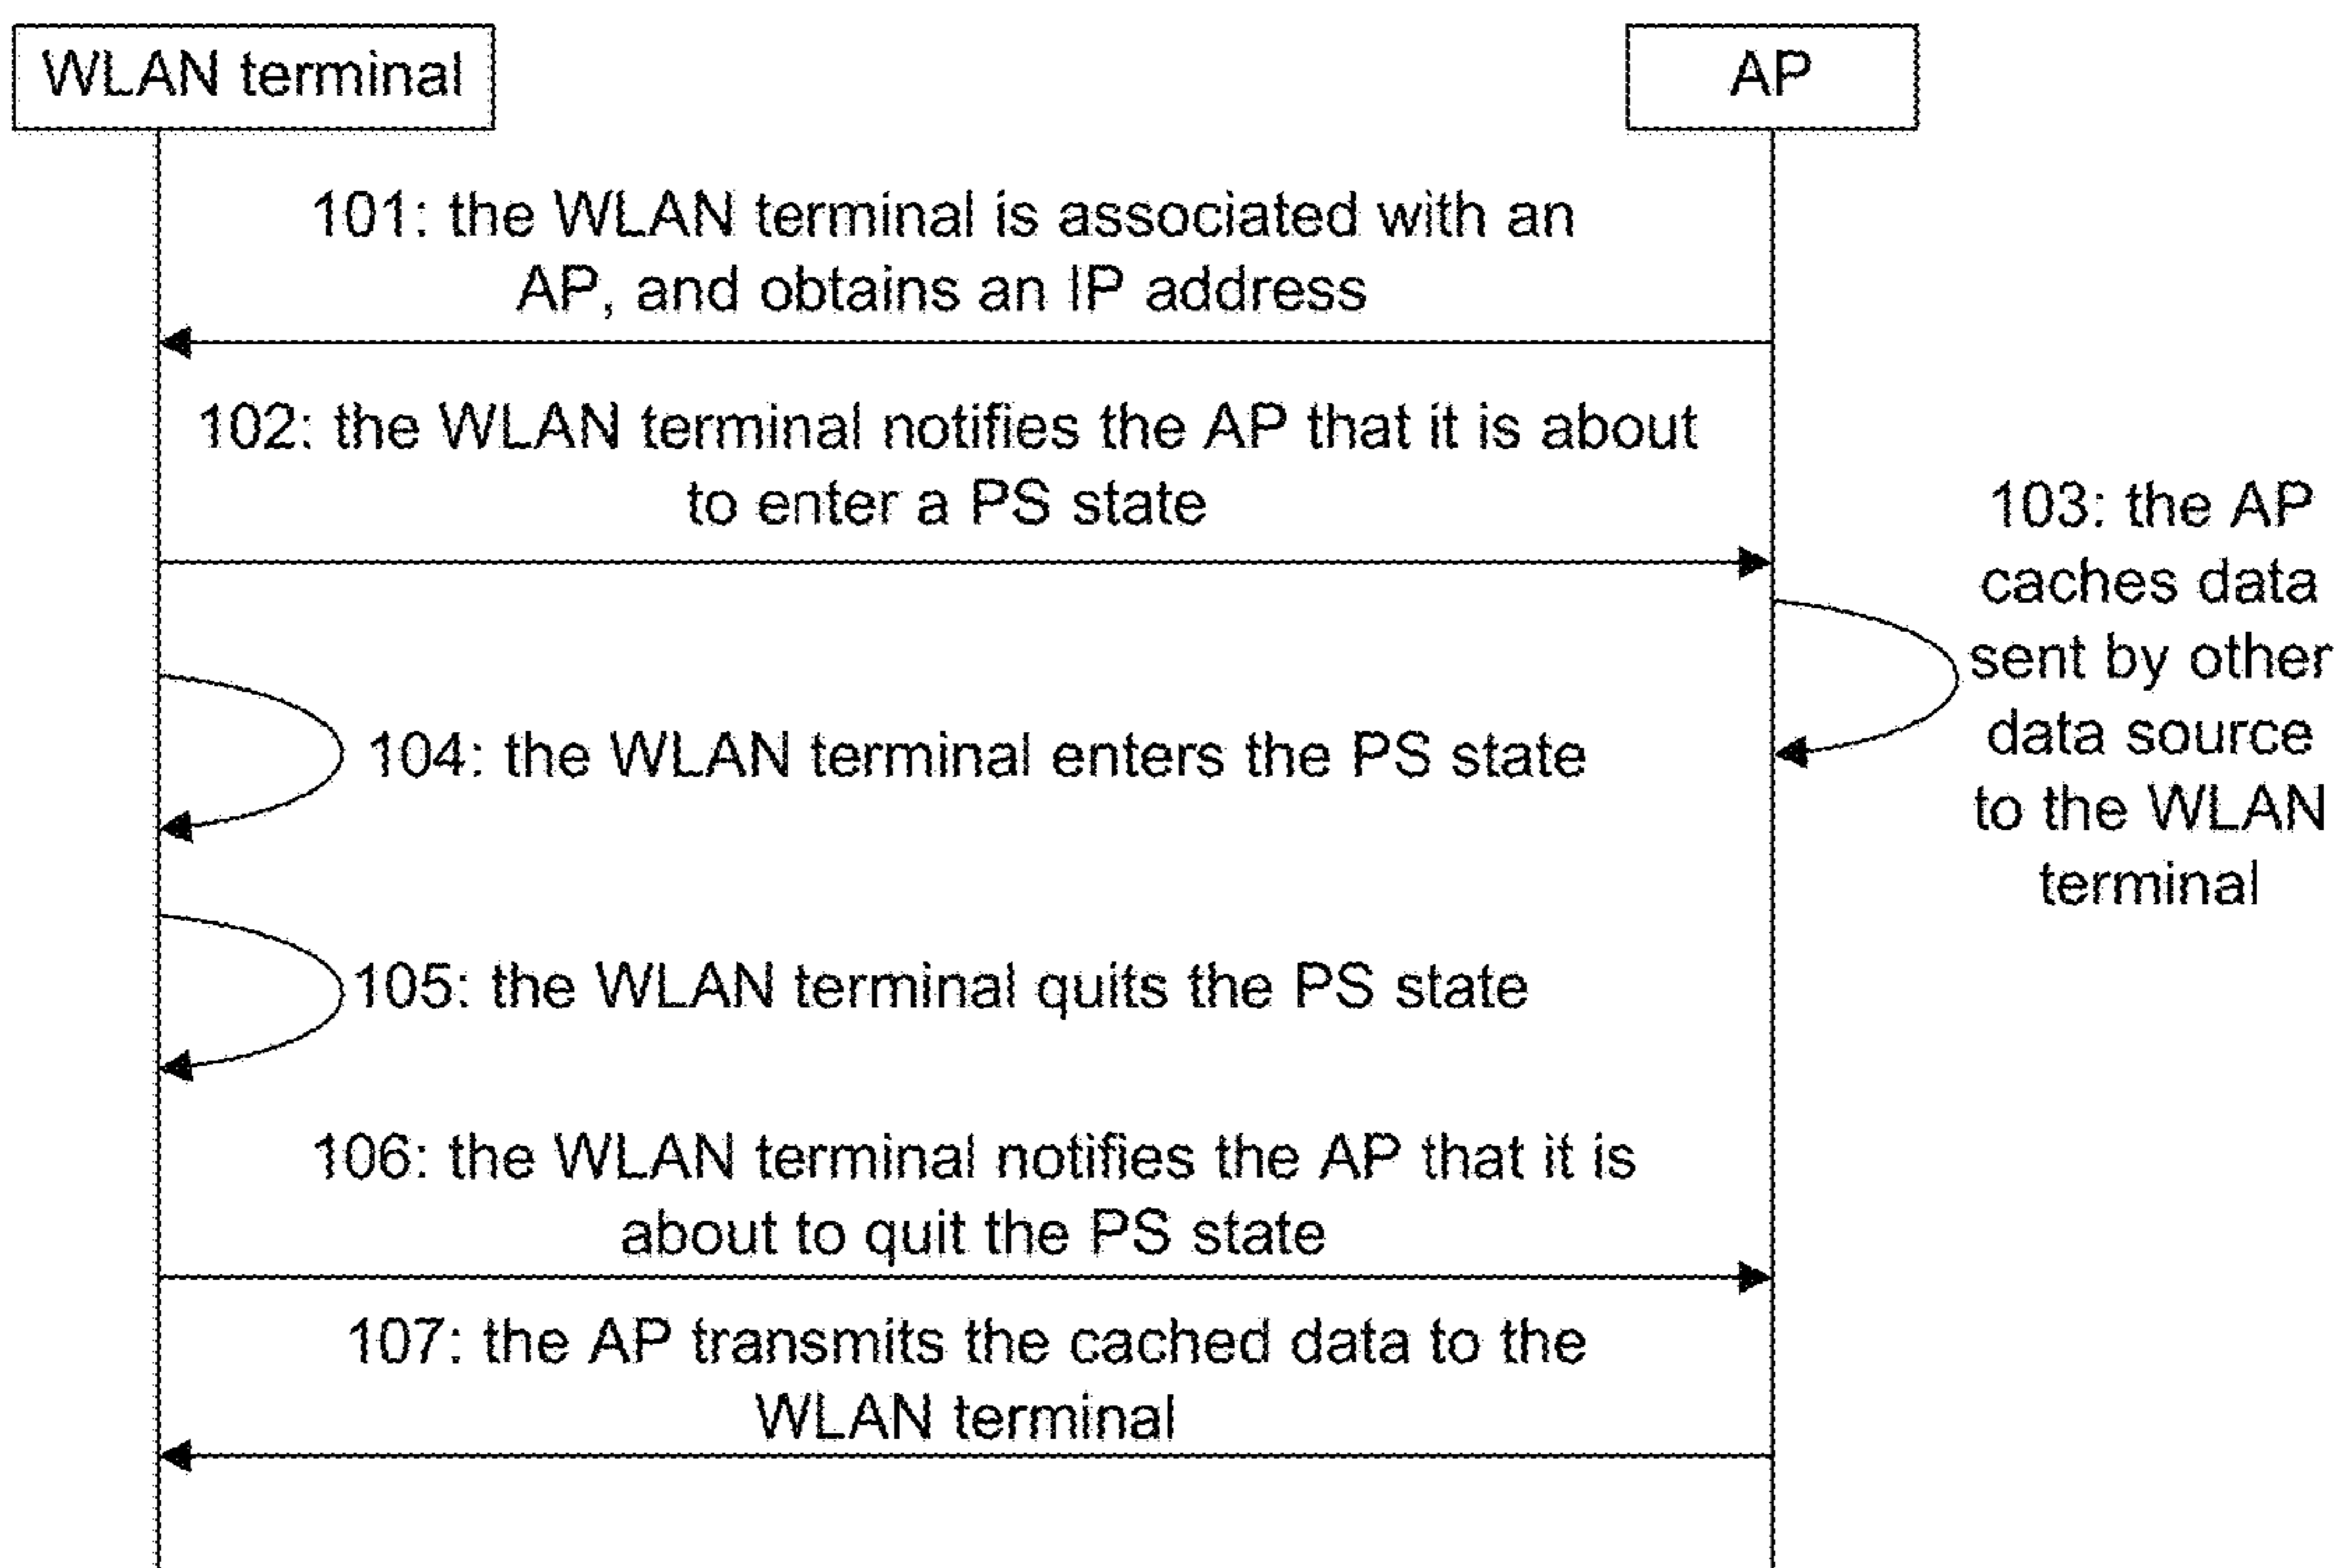 WLAN terminal
AP
101: the WLAN terminal is associated with an
AP, and obtains an IP address
102: the WLAN terminal notifies the AP that it is about
to enter a PS state
103: the AP
caches data
sent by other
data source
to the WLAN
terminal
104: the WLAN terminal enters the PS state
105: the WLAN terminal quits the PS state
106: the WLAN terminal notifies the AP that it is
about to quit the PS state
107: the AP transmits the cached data to the
WLAN terminal